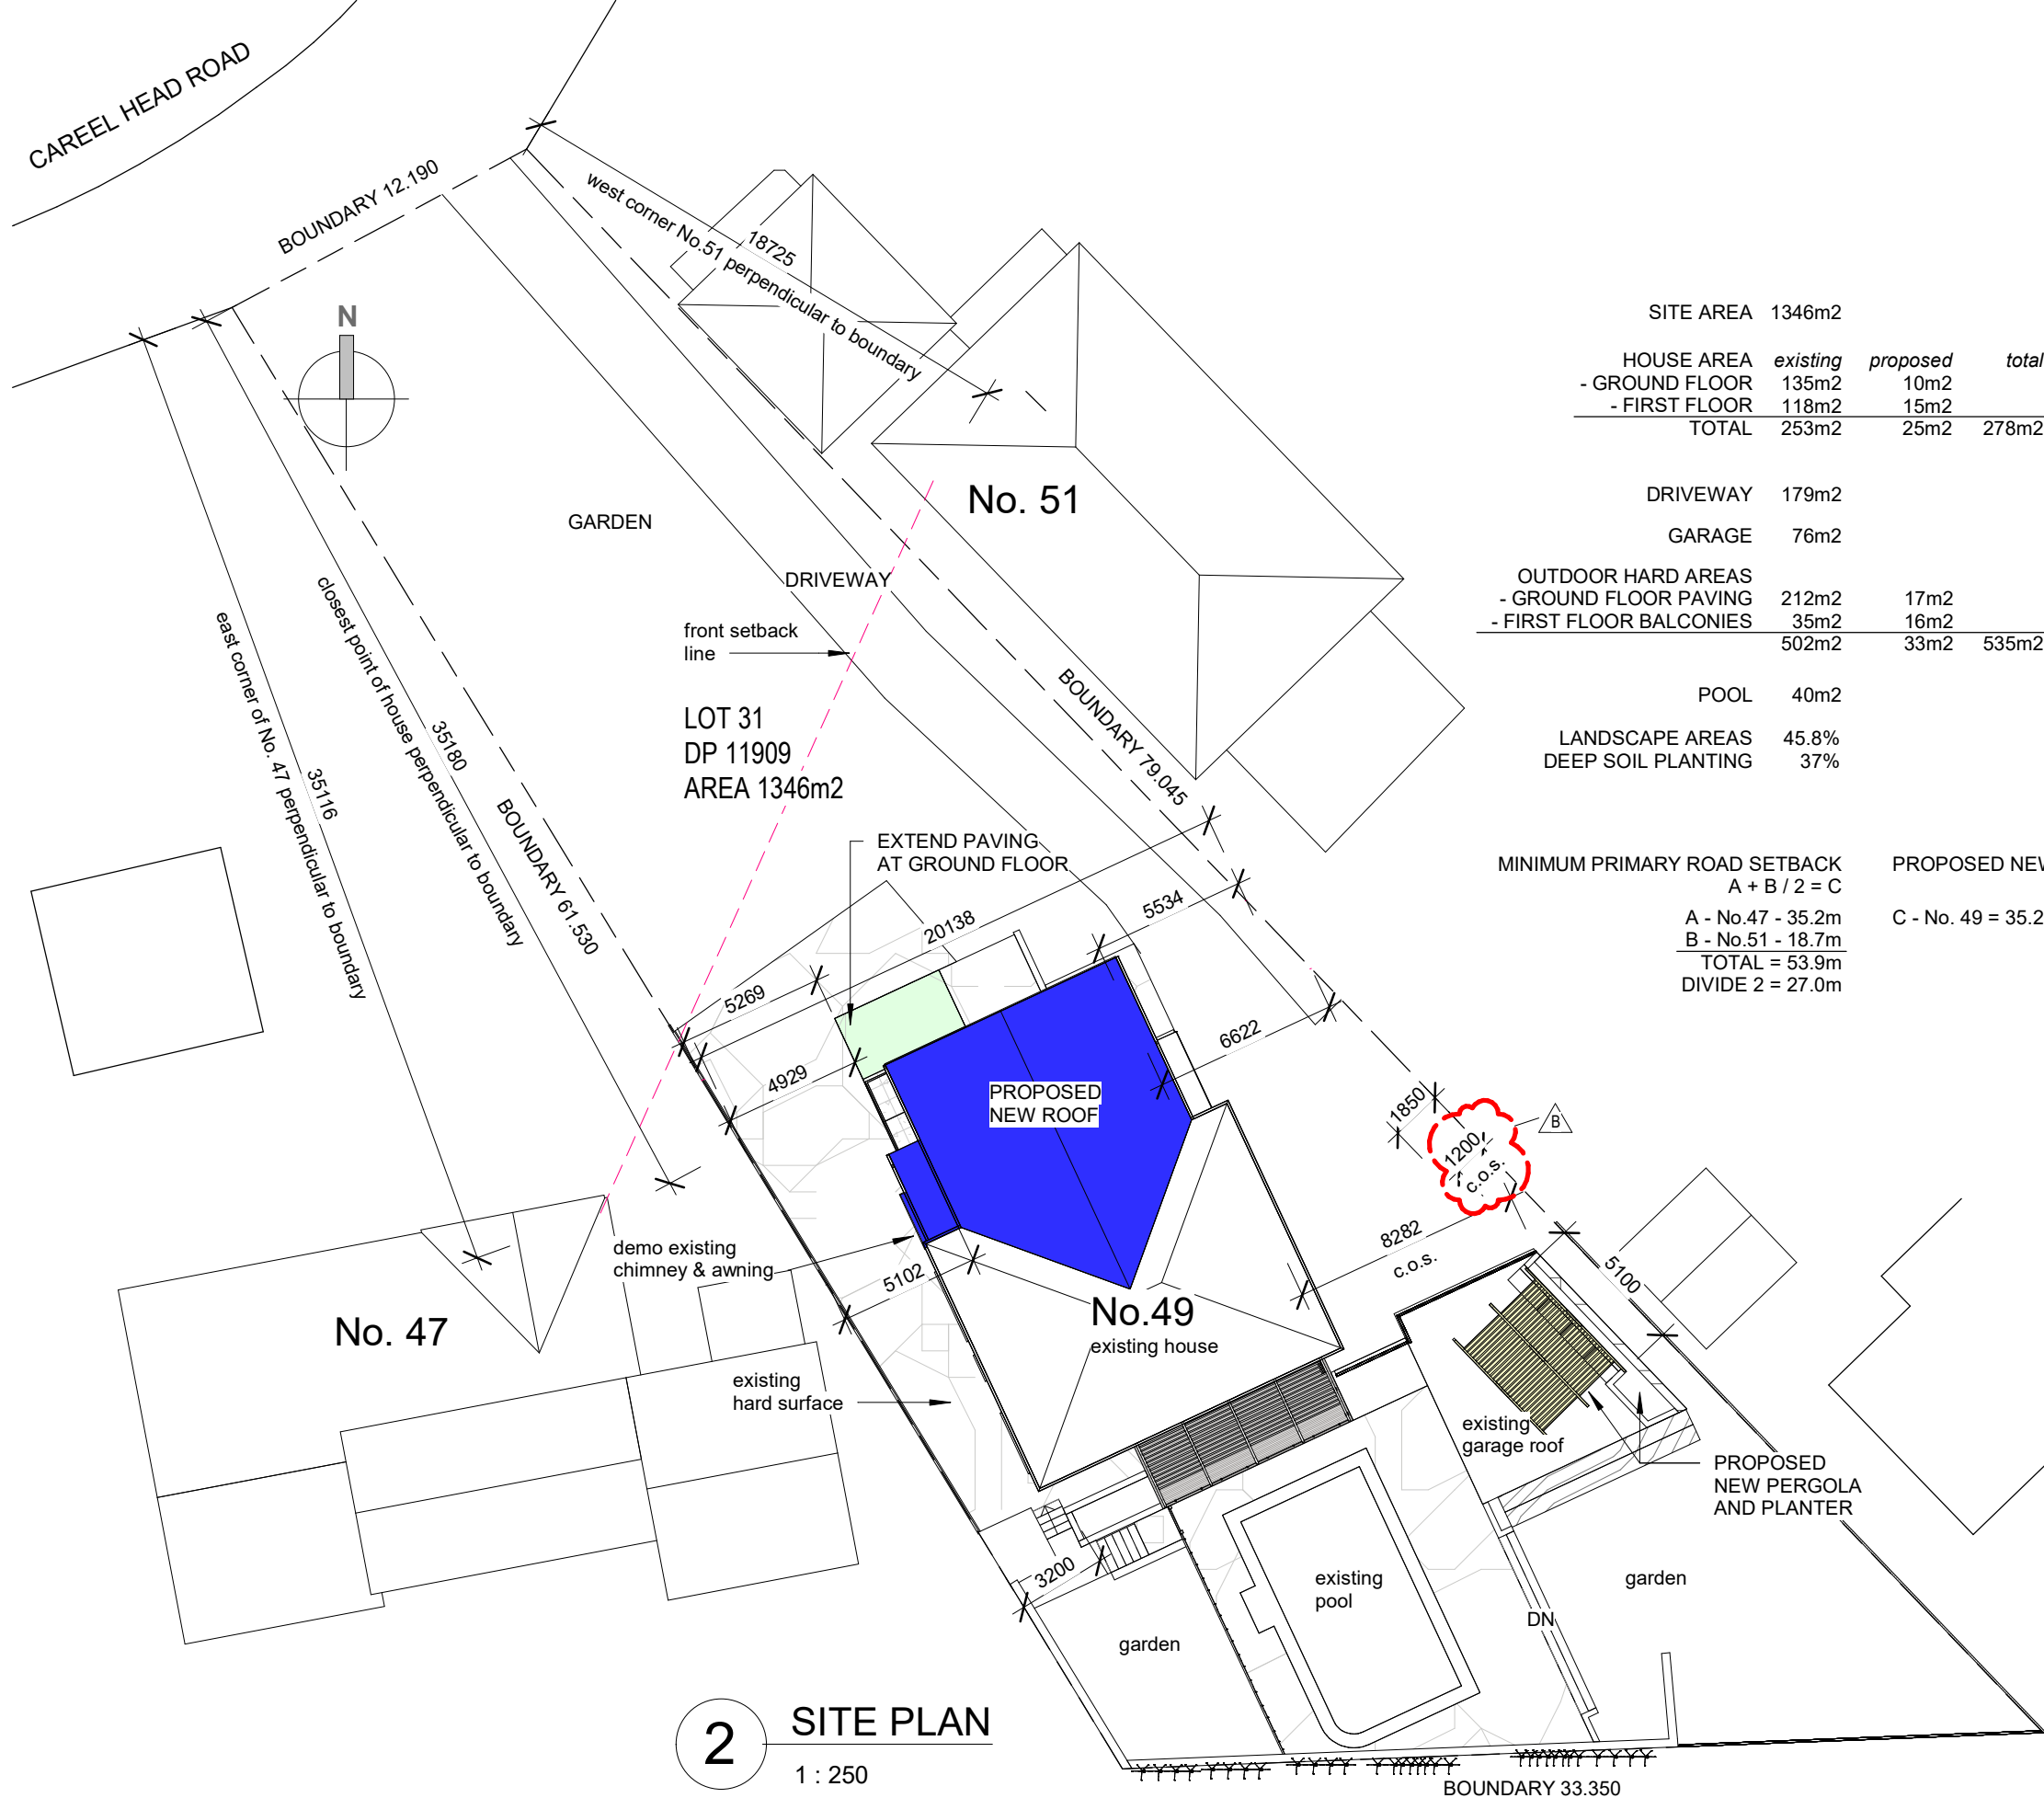 CAREEL HEAD ROAD
BOUNDARY 12.190
N
west corner No.51 perpendicular to boundary
18725
No. 51
GARDEN
DRIVEWAY
front setback
line
LOT 31
DP 11909
AREA 1346m2
BOUNDARY 79.045
closest point of house perpendicular to boundary
35180
east corner of No. 47 perpendicular to boundary
35116
BOUNDARY 61.530
SITE AREA 1346m2
HOUSE AREA existing proposed total
- GROUND FLOOR 135m2 10m2
- FIRST FLOOR 118m2 15m2
TOTAL 253m2 25m2 278m2
DRIVEWAY 179m2
GARAGE 76m2
OUTDOOR HARD AREAS
- GROUND FLOOR PAVING 212m2 17m2
- FIRST FLOOR BALCONIES 35m2 16m2
502m2 33m2 535m2
POOL 40m2
LANDSCAPE AREAS 45.8%
DEEP SOIL PLANTING 37%
MINIMUM PRIMARY ROAD SETBACK PROPOSED NEW
A + B / 2 = C
A - No.47 - 35.2m C - No. 49 = 35.2
B - No.51 - 18.7m
TOTAL = 53.9m
DIVIDE 2 = 27.0m
EXTEND PAVING
AT GROUND FLOOR
20138
5534
5269
4929
6622
PROPOSED
NEW ROOF
1850
1200
c.o.s.
B
8282
c.o.s.
5100
demo existing
chimney & awning
5102
No. 47
No.49
existing house
existing
hard surface
existing
garage roof
PROPOSED
NEW PERGOLA
AND PLANTER
3200
existing
pool
garden
DN
garden
2
SITE PLAN
1 : 250
BOUNDARY 33.350